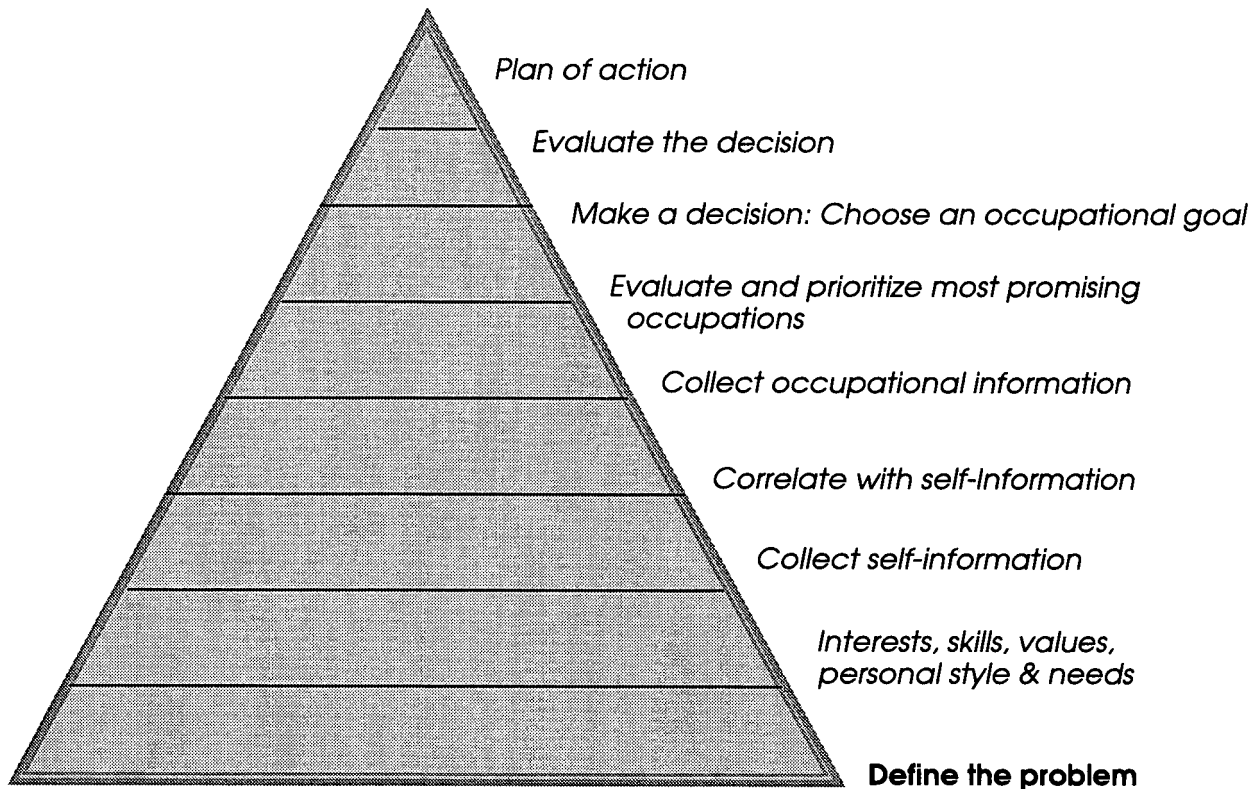 Plan of action
Evaluate the decision
Make a decision: Choose an occupational goal
Evaluate and prioritize most promising
occupations
Collect occupational information
Correlate with self-Information
Collect self-information
Interests, skills, values,
personal style & needs
Define the problem